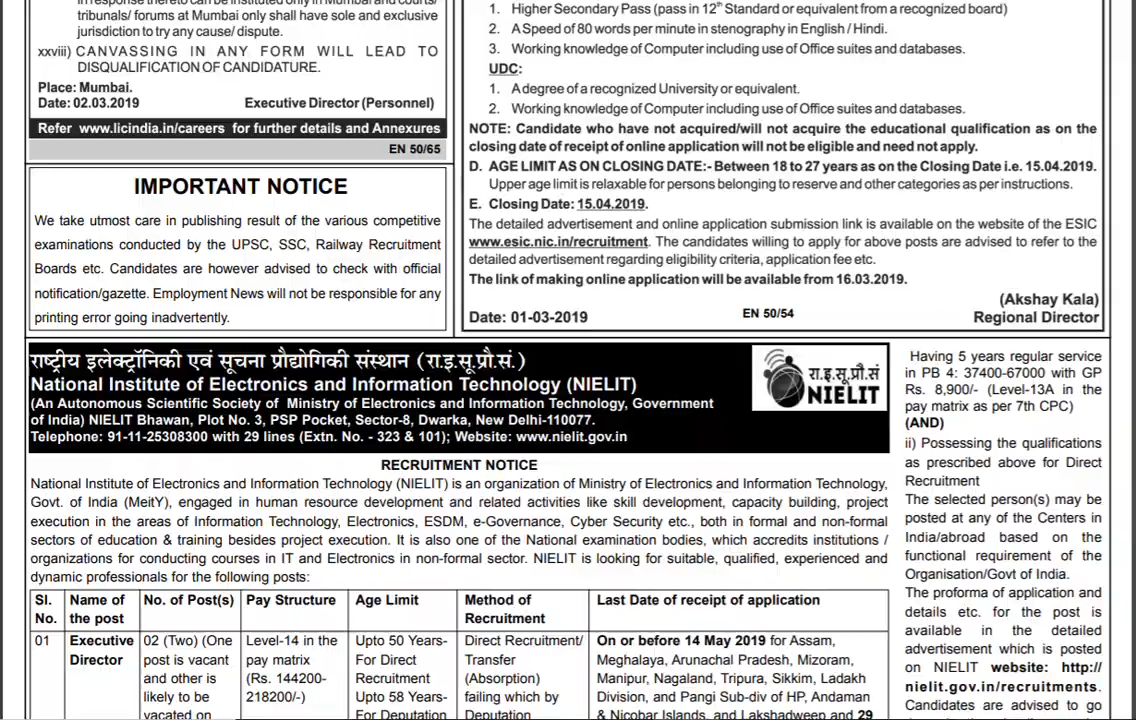 in response thereto can be instituted only in Mumbai and courts/
tribunals/ forums at Mumbai only shall have sole and exclusive
jurisdiction to try any cause/ dispute.
xxviii) CANVASSING IN ANY FORM WILL LEAD TO
DISQUALIFICATION OF CANDIDATURE.
Place: Mumbai.
Date: 02.03.2019 Executive Director (Personnel)
Refer www.licindia.in/careers for further details and Annexures
EN 50/65
IMPORTANT NOTICE
We take utmost care in publishing result of the various competitive
examinations conducted by the UPSC, SSC, Railway Recruitment
Boards etc. Candidates are however advised to check with official
notification/gazette. Employment News will not be responsible for any
printing error going inadvertently.
1. Higher Secondary Pass (pass in 12th Standard or equivalent from a recognized board)
2. A Speed of 80 words per minute in stenography in English / Hindi.
3. Working knowledge of Computer including use of Office suites and databases.
UDC:
1. A degree of a recognized University or equivalent.
2. Working knowledge of Computer including use of Office suites and databases.
NOTE: Candidate who have not acquired/will not acquire the educational qualification as on the
closing date of receipt of online application will not be eligible and need not apply.
D. AGE LIMIT AS ON CLOSING DATE:- Between 18 to 27 years as on the Closing Date i.e. 15.04.2019.
Upper age limit is relaxable for persons belonging to reserve and other categories as per instructions.
E. Closing Date: 15.04.2019.
The detailed advertisement and online application submission link is available on the website of the ESIC
www.esic.nic.in/recruitment. The candidates willing to apply for above posts are advised to refer to the
detailed advertisement regarding eligibility criteria, application fee etc.
The link of making online application will be available from 16.03.2019.
(Akshay Kala)
Date: 01-03-2019 EN 50/54 Regional Director
राष्ट्रीय इलेक्ट्रॉनिकी एवं सूचना प्रौद्योगिकी संस्थान (रा.इ.सू.प्रौ.सं.)
National Institute of Electronics and Information Technology (NIELIT)
(An Autonomous Scientific Society of Ministry of Electronics and Information Technology, Government
of India) NIELIT Bhawan, Plot No. 3, PSP Pocket, Sector-8, Dwarka, New Delhi-110077.
Telephone: 91-11-25308300 with 29 lines (Extn. No. - 323 & 101); Website: www.nielit.gov.in
रा.इ.सू.प्रौ.सं
NIELIT
RECRUITMENT NOTICE
National Institute of Electronics and Information Technology (NIELIT) is an organization of Ministry of Electronics and Information Technology,
Govt. of India (MeitY), engaged in human resource development and related activities like skill development, capacity building, project
execution in the areas of Information Technology, Electronics, ESDM, e-Governance, Cyber Security etc., both in formal and non-formal
sectors of education & training besides project execution. It is also one of the National examination bodies, which accredits institutions /
organizations for conducting courses in IT and Electronics in non-formal sector. NIELIT is looking for suitable, qualified, experienced and
dynamic professionals for the following posts:
Sl. Name of No. of Post(s) Pay Structure Age Limit Method of Last Date of receipt of application
No. the post Recruitment
01 Executive 02 (Two) (One Level-14 in the Upto 50 Years- Direct Recruitment/ On or before 14 May 2019 for Assam,
Director post is vacant pay matrix For Direct Transfer Meghalaya, Arunachal Pradesh, Mizoram,
and other is (Rs. 144200- Recruitment (Absorption) Manipur, Nagaland, Tripura, Sikkim, Ladakh
likely to be 218200/-) Upto 58 Years- failing which by Division, and Pangi Sub-div of HP, Andaman
vacated on For Deputation Deputation & Nicobar Islands, and Lakshadweep and 29
Having 5 years regular service
in PB 4: 37400-67000 with GP
Rs. 8,900/- (Level-13A in the
pay matrix as per 7th CPC)
(AND)
ii) Possessing the qualifications
as prescribed above for Direct
Recruitment
The selected person(s) may be
posted at any of the Centers in
India/abroad based on the
functional requirement of the
Organisation/Govt of India.
The proforma of application and
details etc. for the post is
available in the detailed
advertisement which is posted
on NIELIT website: http://
nielit.gov.in/recruitments.
Candidates are advised to go